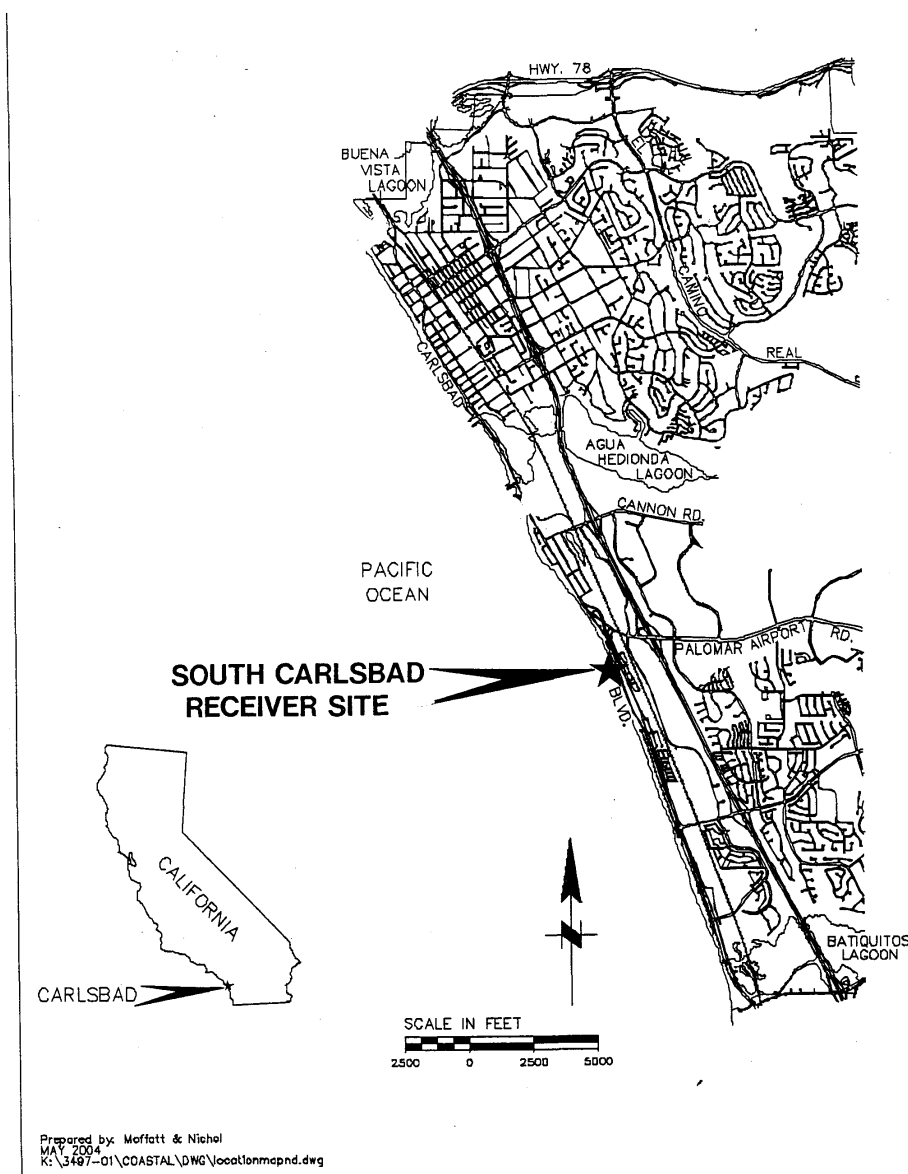 HWY. 78
BUENA
VISTA
LAGOON
CAMINO
REAL
CARLSBAD
AGUA
HEDIONDA
LAGOON
CANNON RD.
PACIFIC
OCEAN
PALOMAR AIRPORT RD.
SOUTH CARLSBAD
RECEIVER SITE
BLVD.
CALIFORNIA
BATIQUITOS
LAGOON
CARLSBAD
SCALE IN FEET
2500 0 2500 5000
Prepared by: Moffatt & Nichol
MAY 2004
K:\3497-01\COASTAL\DWG\locationmapnd.dwg